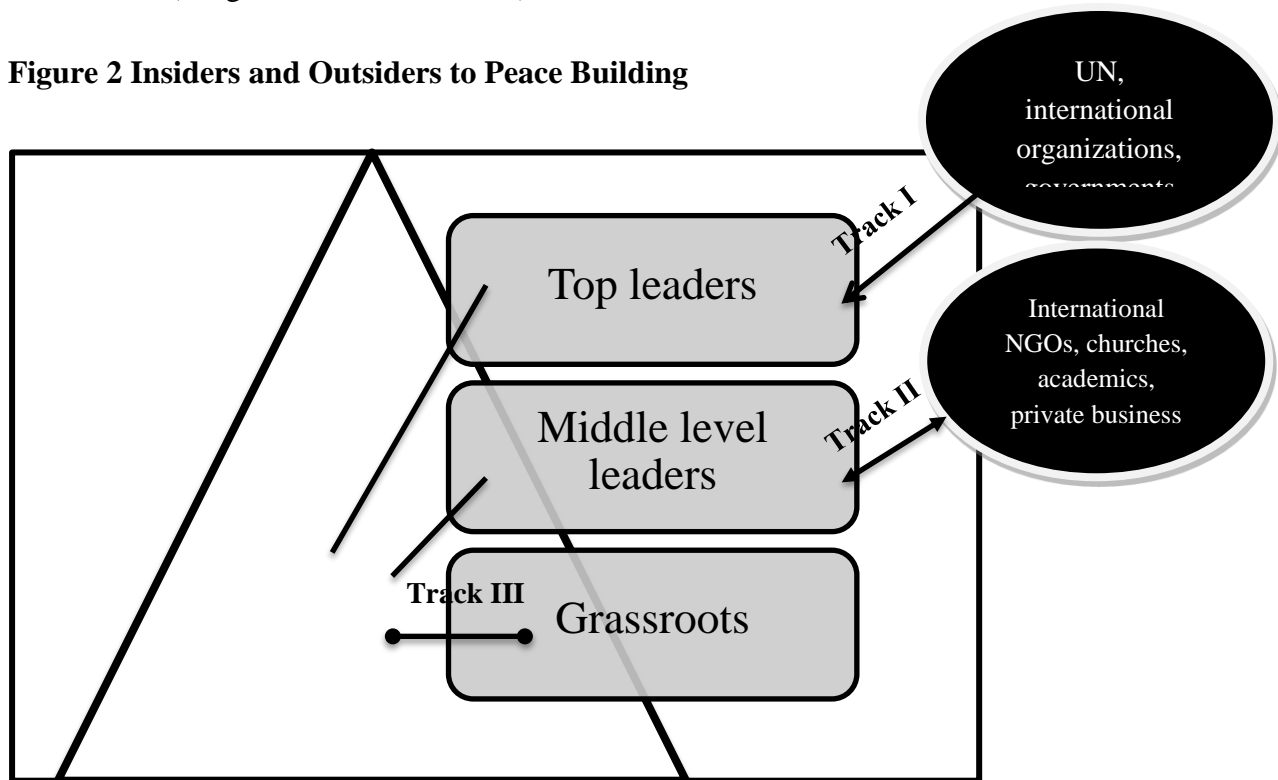 Figure 2 Insiders and Outsiders to Peace Building
UN,
international
organizations,
governments
Track I
Top leaders
International
NGOs, churches,
academics,
private business
Track II
Middle level
leaders
Track III
Grassroots